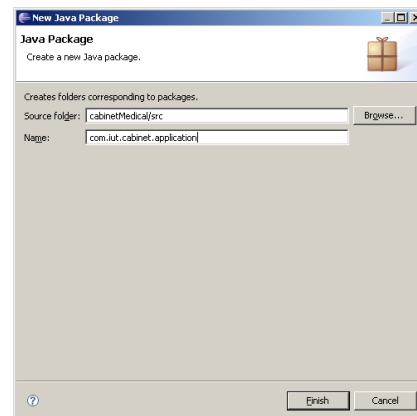 New Java Package
Java Package
Create a new Java package.
Creates folders corresponding to packages.
Source folder: cabinetMedical/src Browse...
Name: com.iut.cabinet.application
? Finish Cancel